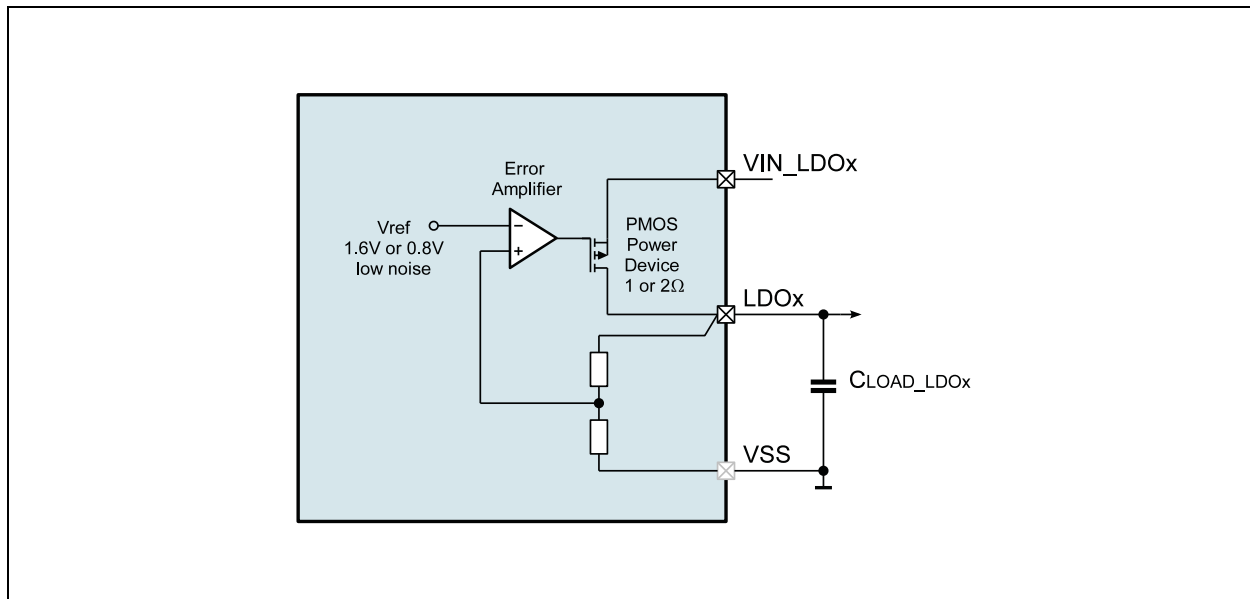 VIN_LDOx
Error
Amplifier
Vref
1.6V or 0.8V
low noise
−
+
PMOS
Power
Device
1 or 2Ω
LDOx
CLOAD_LDOx
VSS